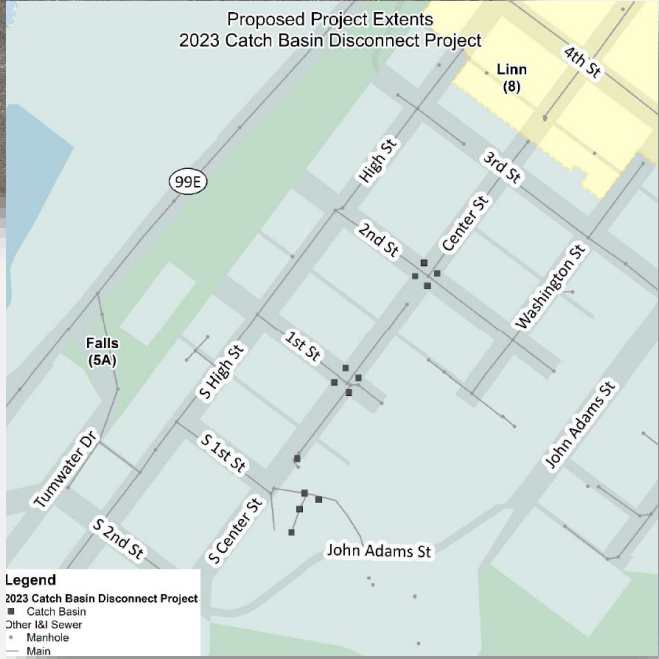 Proposed Project Extents
2023 Catch Basin Disconnect Project
4th St
Linn
(8)
High St
3rd St
99E
Center St
2nd St
Washington St
Falls
(5A)
1st St
S High St
John Adams St
Tumwater Dr
S 1st St
S Center St
S 2nd St
John Adams St
Legend
2023 Catch Basin Disconnect Project
Catch Basin
Other I&I Sewer
Manhole
Main